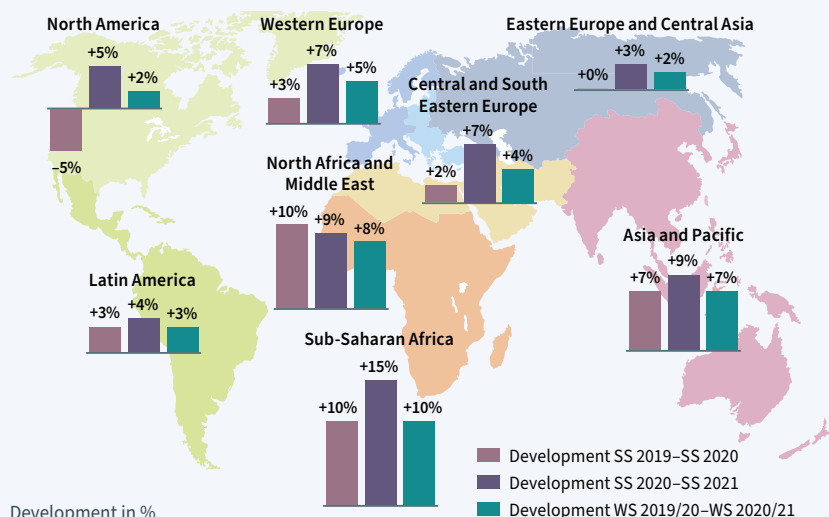 North America
+5%
+2%
–5%
Western Europe
+3%
+7%
+5%
Eastern Europe and Central Asia
+0%
+3%
+2%
Central and South
Eastern Europe
+2%
+7%
+4%
North Africa and
Middle East
+10%
+9%
+8%
Asia and Pacific
+7%
+9%
+7%
Latin America
+3%
+4%
+3%
Sub-Saharan Africa
+10%
+15%
+10%
Development SS 2019–SS 2020
Development SS 2020–SS 2021
Development WS 2019/20–WS 2020/21
Development in %